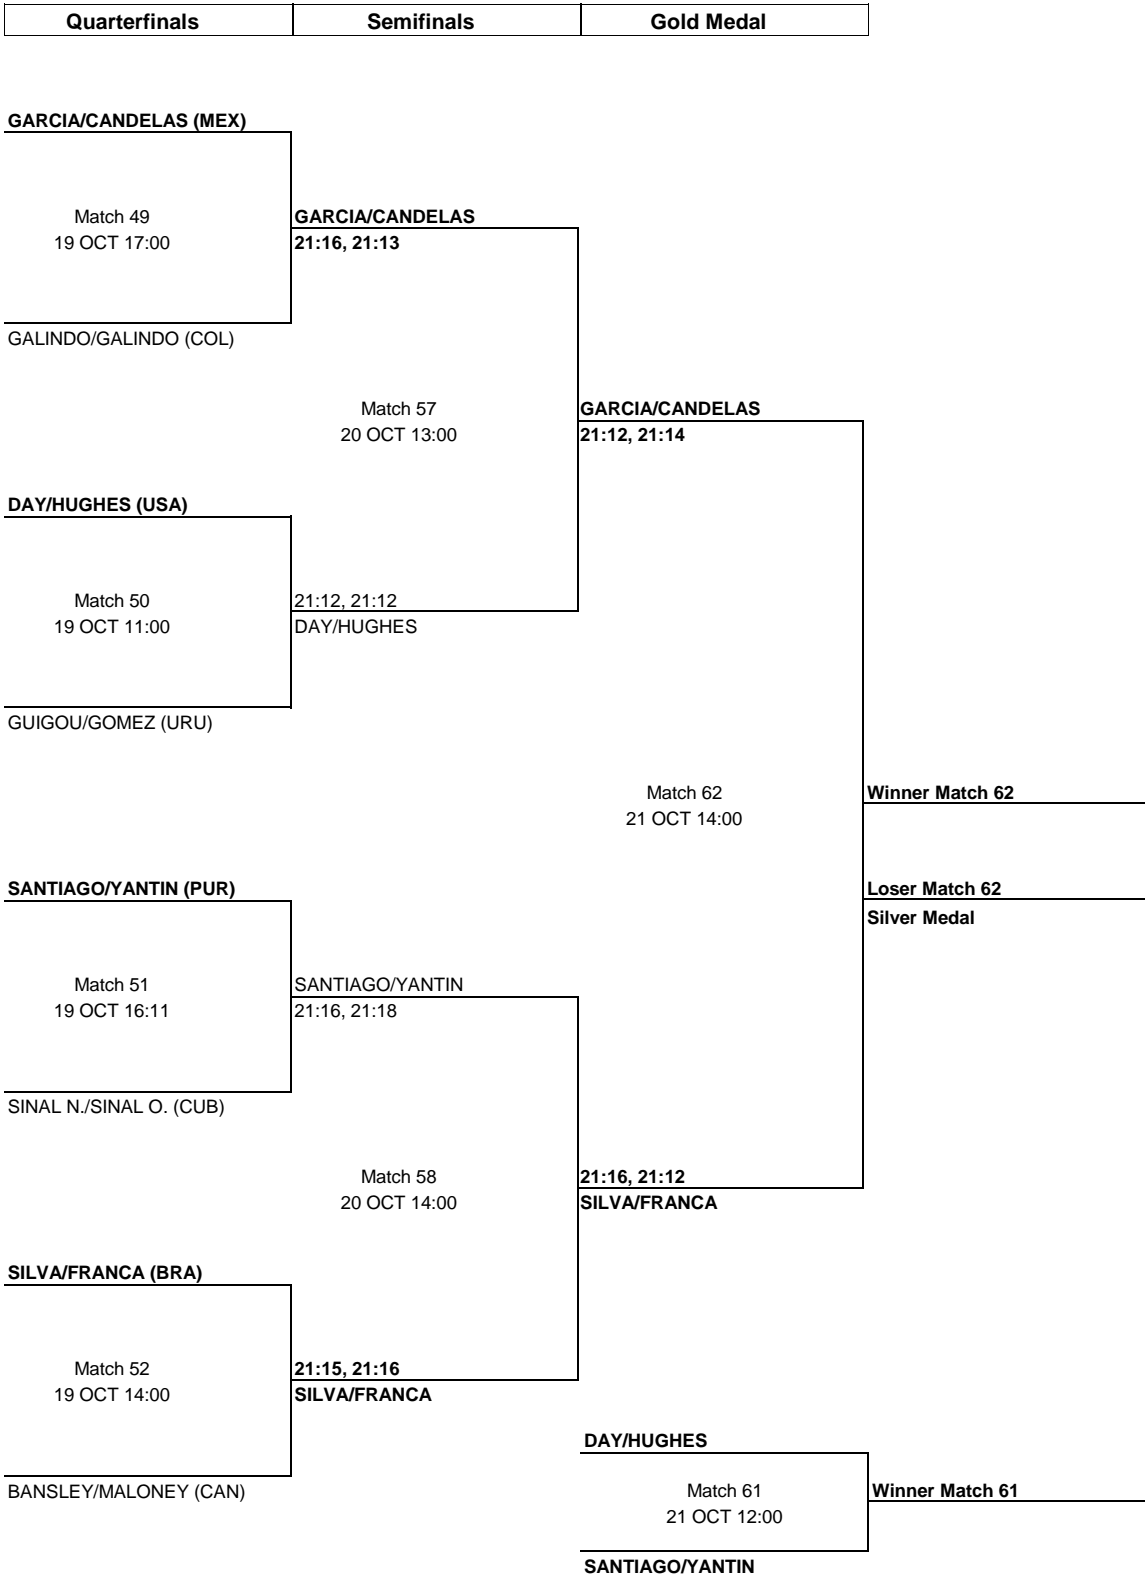 Quarterfinals
Semifinals
Gold Medal
GARCIA/CANDELAS (MEX)
Match 49
19 OCT 17:00
GARCIA/CANDELAS
21:16, 21:13
GALINDO/GALINDO (COL)
Match 57
20 OCT 13:00
GARCIA/CANDELAS
21:12, 21:14
DAY/HUGHES (USA)
Match 50
19 OCT 11:00
21:12, 21:12
DAY/HUGHES
GUIGOU/GOMEZ (URU)
Match 62
21 OCT 14:00
Winner Match 62
Loser Match 62
Silver Medal
SANTIAGO/YANTIN (PUR)
Match 51
19 OCT 16:11
SANTIAGO/YANTIN
21:16, 21:18
SINAL N./SINAL O. (CUB)
Match 58
20 OCT 14:00
21:16, 21:12
SILVA/FRANCA
SILVA/FRANCA (BRA)
Match 52
19 OCT 14:00
21:15, 21:16
SILVA/FRANCA
BANSLEY/MALONEY (CAN)
DAY/HUGHES
Match 61
21 OCT 12:00
Winner Match 61
SANTIAGO/YANTIN